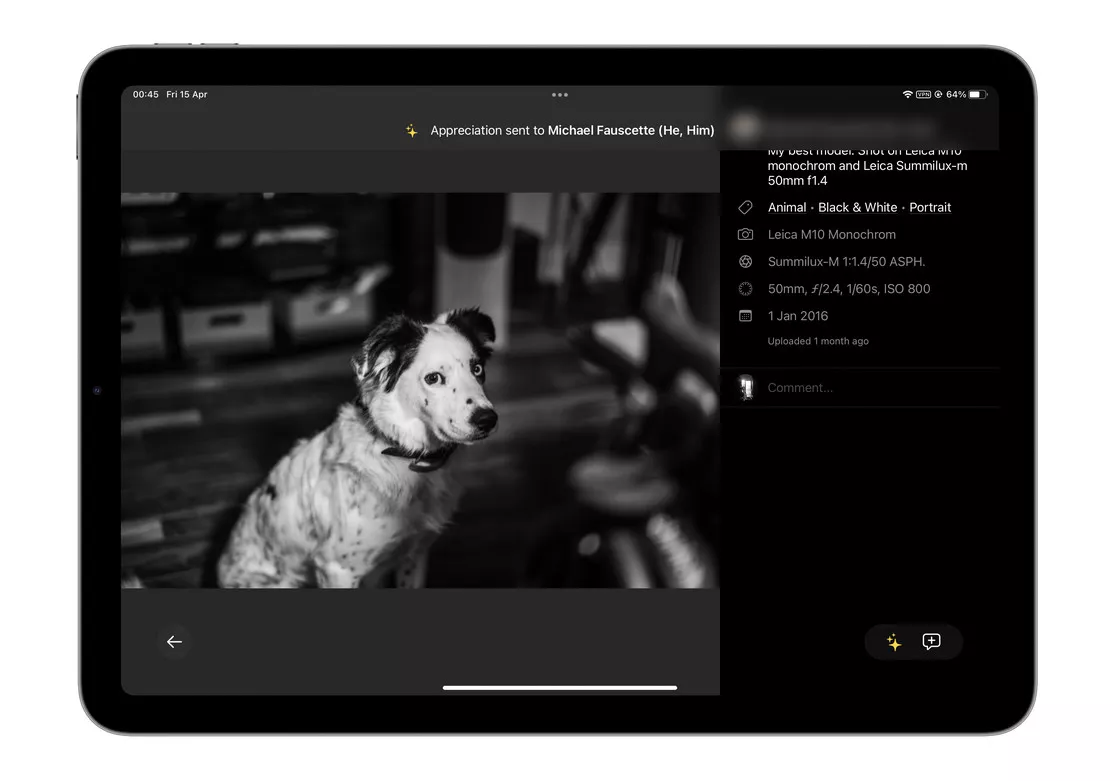 00:45 Fri 15 Apr
VPN 64%
Appreciation sent to Michael Fauscette (He, Him)
My best model. Shot on Leica M10
monochrom and Leica Summilux-m
50mm f1.4
Animal · Black & White · Portrait
Leica M10 Monochrom
Summilux-M 1:1.4/50 ASPH.
50mm, ƒ/2.4, 1/60s, ISO 800
1 Jan 2016
Uploaded 1 month ago
Comment...